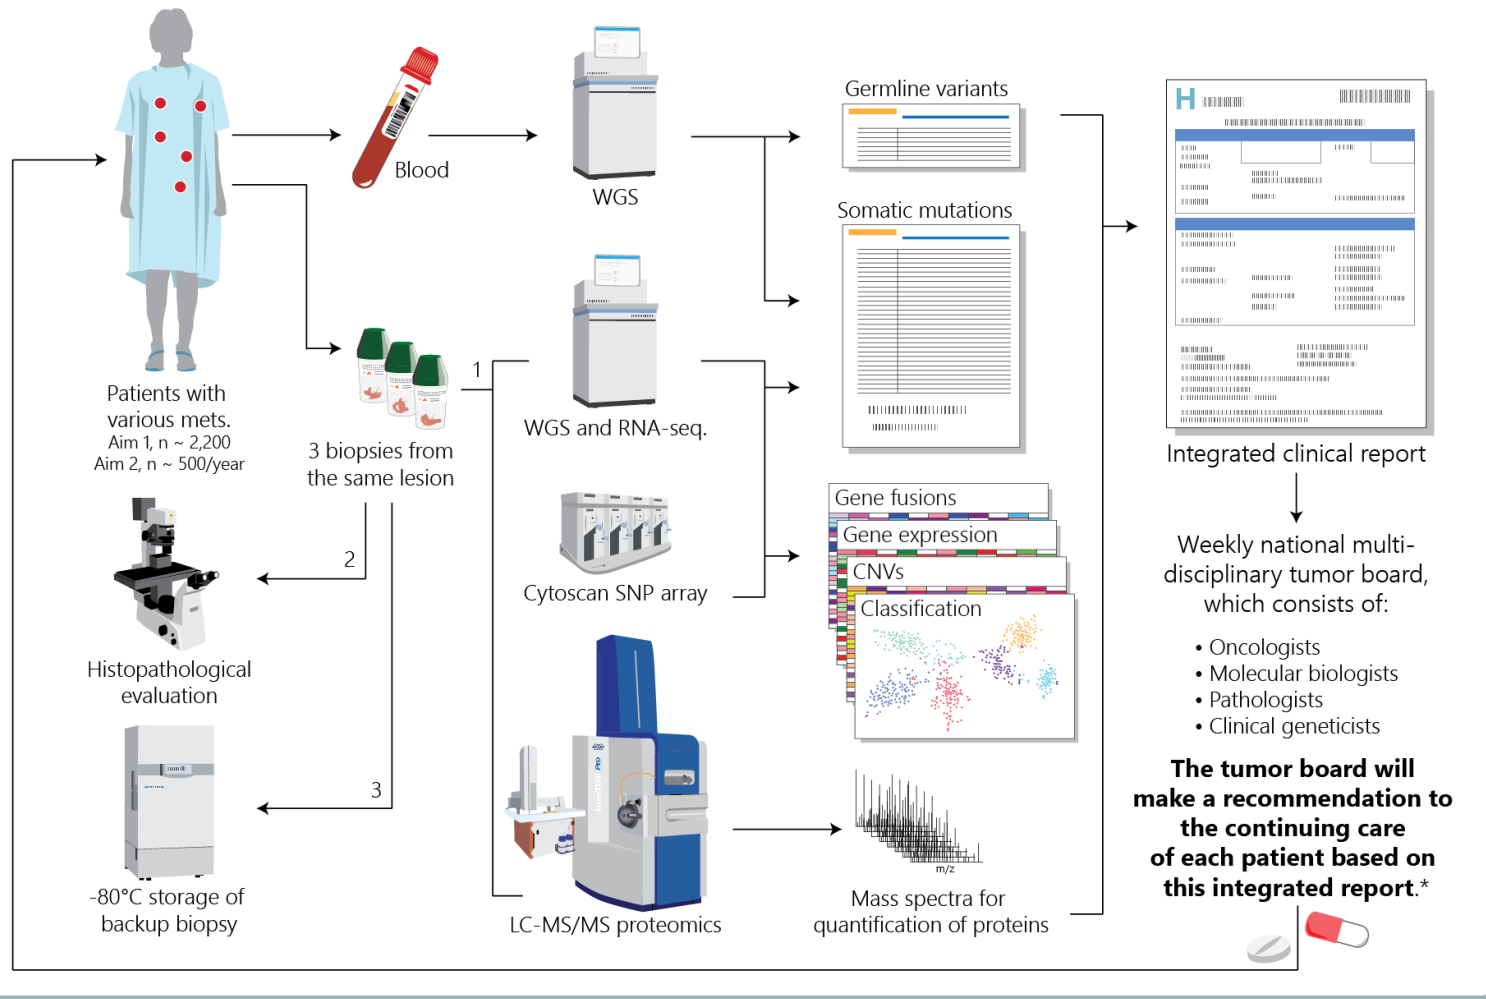 Patients with
various mets.
Aim 1, n ~ 2,200
Aim 2, n ~ 500/year
Blood
WGS
3 biopsies from
the same lesion
1
2
3
Histopathological
evaluation
-80°C storage of
backup biopsy
WGS and RNA-seq.
Cytoscan SNP array
LC-MS/MS proteomics
Germline variants
Somatic mutations
Gene fusions
Gene expression
CNVs
Classification
m/z
Mass spectra for
quantification of proteins
H
Integrated clinical report
Weekly national multi-
disciplinary tumor board,
which consists of:
• Oncologists
• Molecular biologists
• Pathologists
• Clinical geneticists
The tumor board will
make a recommendation to
the continuing care
of each patient based on
this integrated report.*